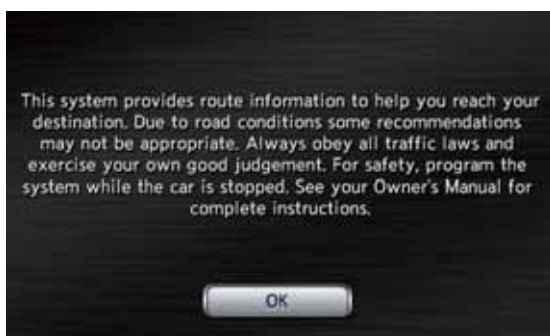 This system provides route information to help you reach your
destination. Due to road conditions some recommendations
may not be appropriate. Always obey all traffic laws and
exercise your own good judgement. For safety, program the
system while the car is stopped. See your Owner's Manual for
complete instructions.
OK